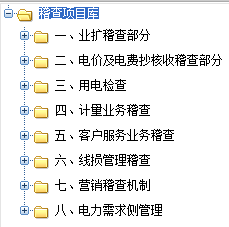 稽查项目库
一、业扩稽查部分
二、电价及电费抄核收稽查部分
三、用电检查
四、计量业务稽查
五、客户服务业务稽查
六、线损管理稽查
七、营销稽查机制
八、电力需求侧管理